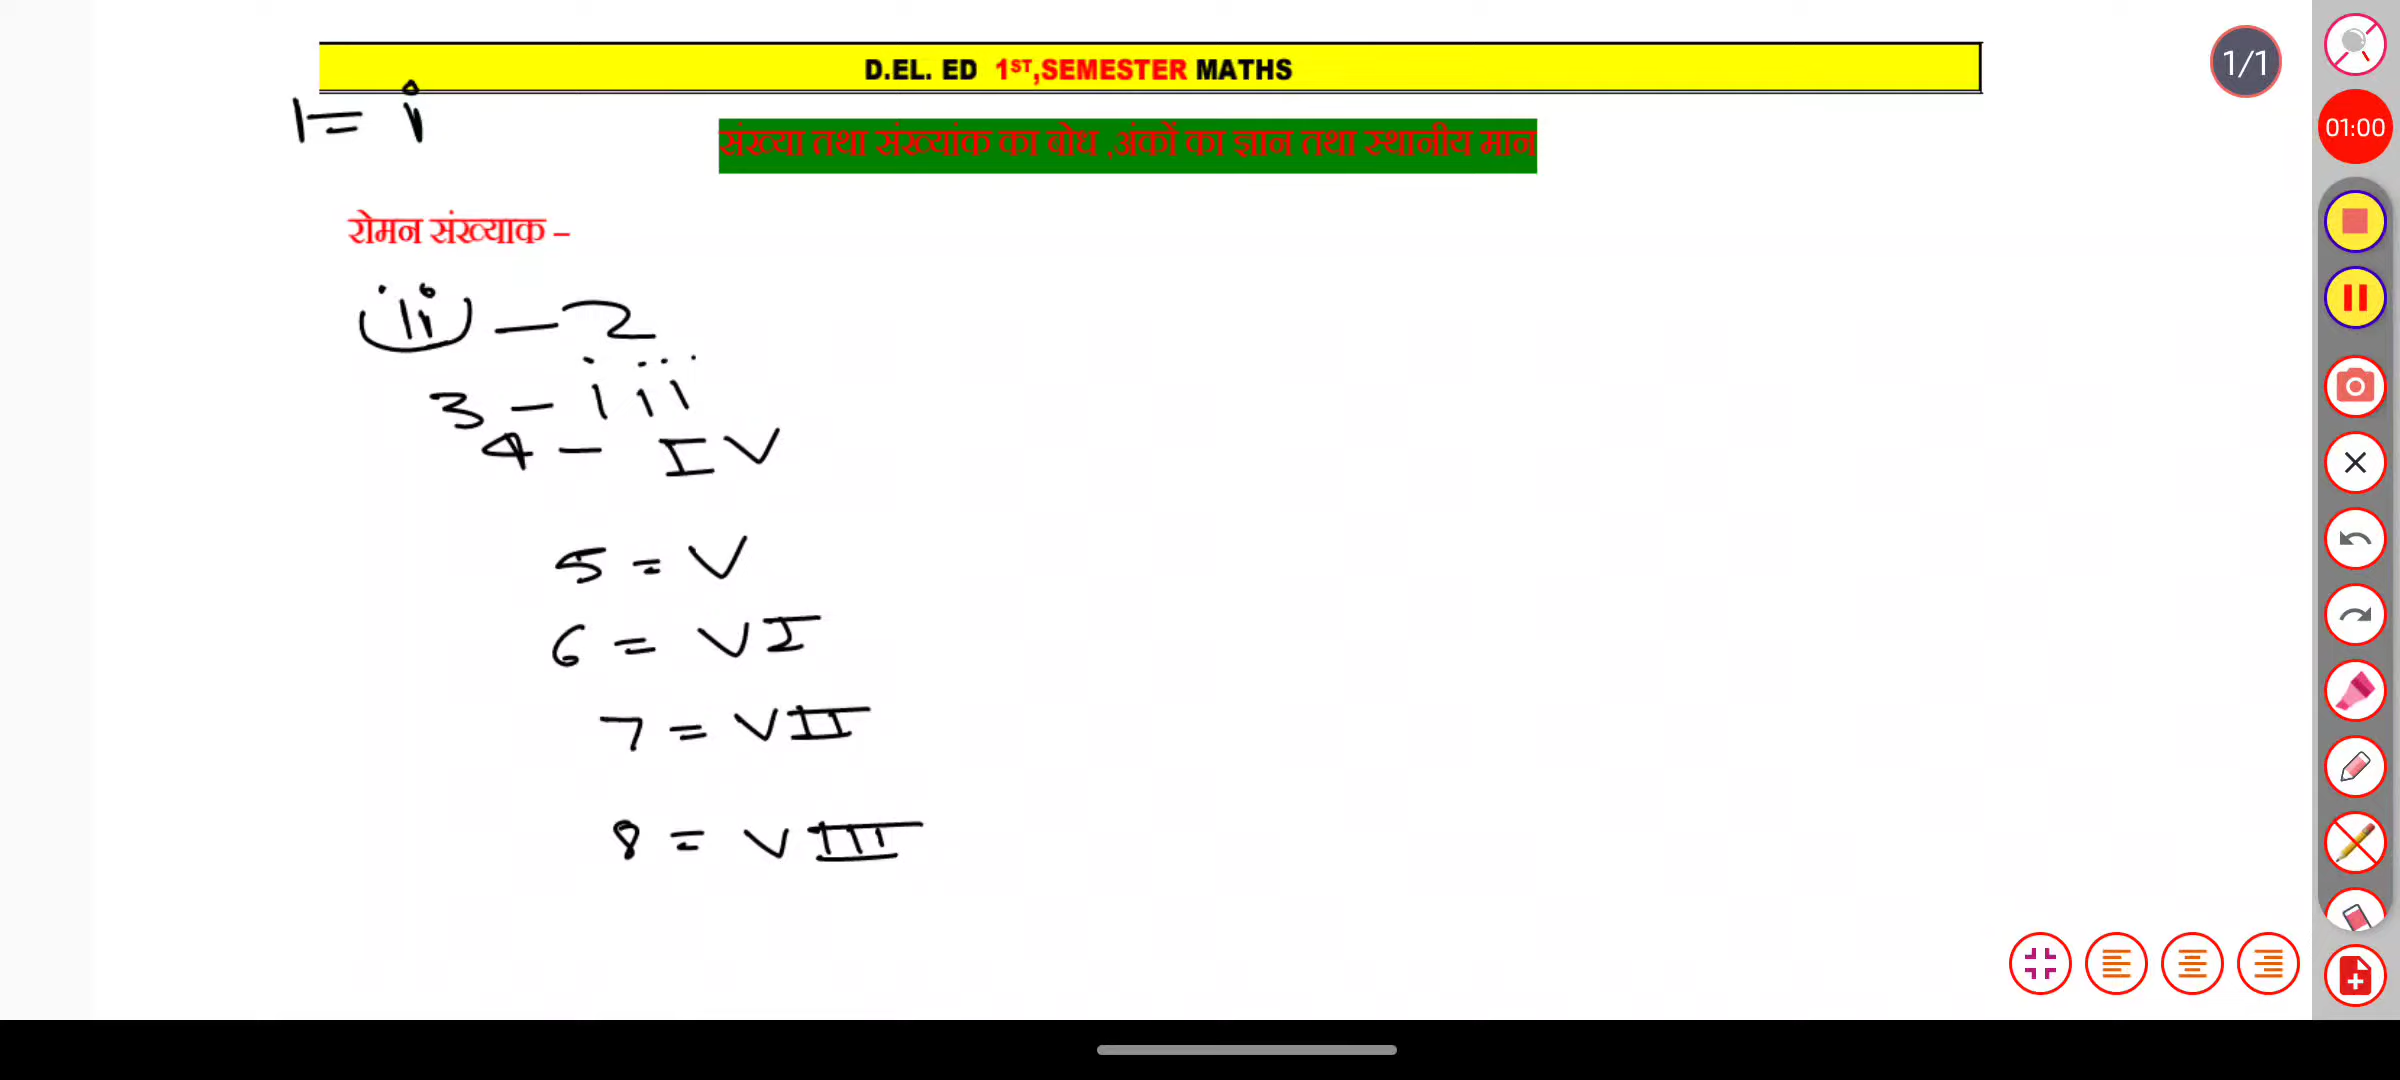 D.EL. ED 1ST,SEMESTER MATHS
1/1
01:00
1 = i
संख्या तथा संख्यांक का बोध ,अंकों का ज्ञान तथा स्थानीय मान
रोमन संख्याक –
(ii) – 2
3 – iii
4 – IV
5 = V
6 = VI
7 = VII
8 = VIII